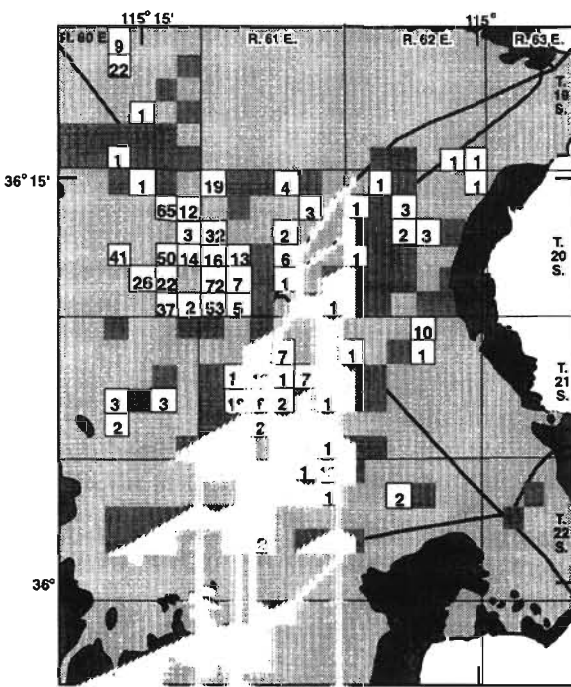 115° 15' 115°
R. 60 E. R. 61 E. R. 62 E. R. 63 E.
9
22
T. 19 S.
1
1 1 1
36° 15' 1 19 4 1 1
65 12 3 1 3
3 32 2 2 3
41 50 14 16 13 6 1
T. 20 S.
26 22 72 7 1
37 2 53 5 1
10
7 1 1
1 1 7
T. 21 S.
3 3 2 1
2 2
1
1
1 2
T. 22 S.
36°